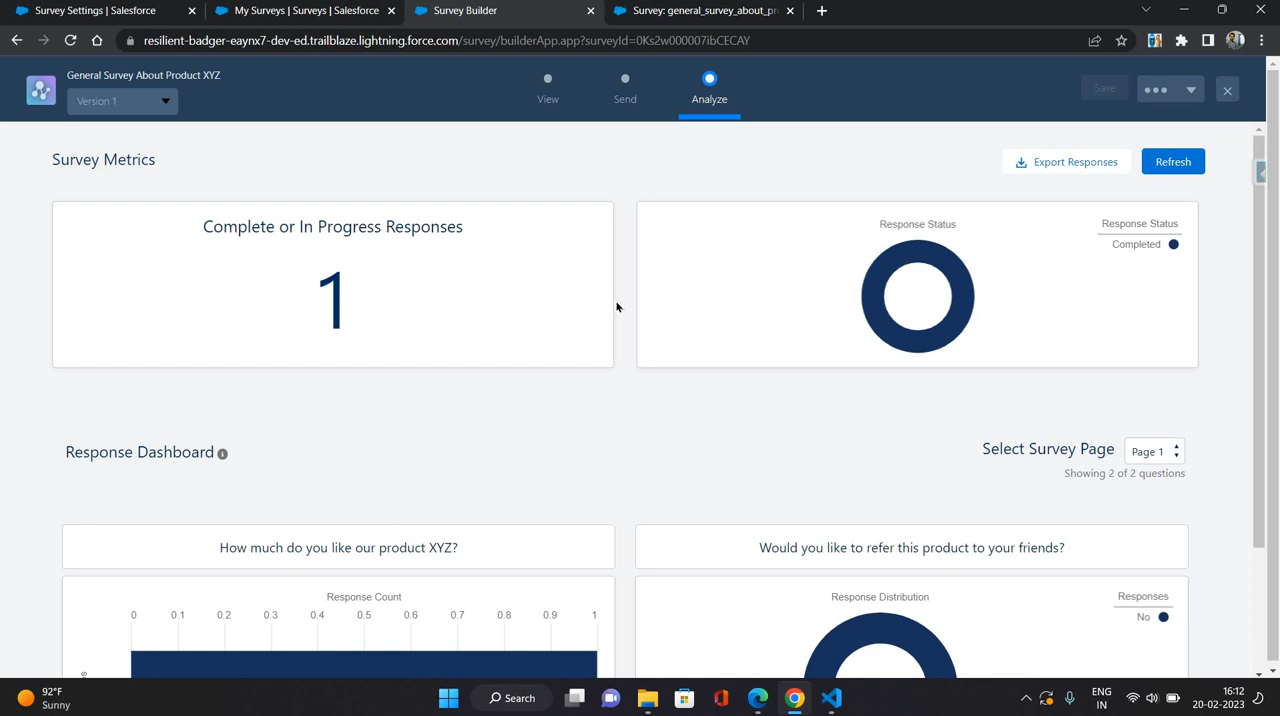 Survey Settings | Salesforce
My Surveys | Surveys | Salesforce
Survey Builder
Survey: general_survey_about_pr
resilient-badger-eaynx7-dev-ed.trailblaze.lightning.force.com/survey/builderApp.app?surveyId=0Ks2w000007ibCECAY
General Survey About Product XYZ
Version 1
View
Send
Analyze
Save
Survey Metrics
Export Responses
Refresh
Complete or In Progress Responses
1
Response Status
Response Status
Completed
Response Dashboard
Select Survey Page
Page 1
Showing 2 of 2 questions
How much do you like our product XYZ?
Would you like to refer this product to your friends?
Response Count
0 0.1 0.2 0.3 0.4 0.5 0.6 0.7 0.8 0.9 1
Response Distribution
Responses
No
92°F
Sunny
Search
ENG
IN
16:12
20-02-2023